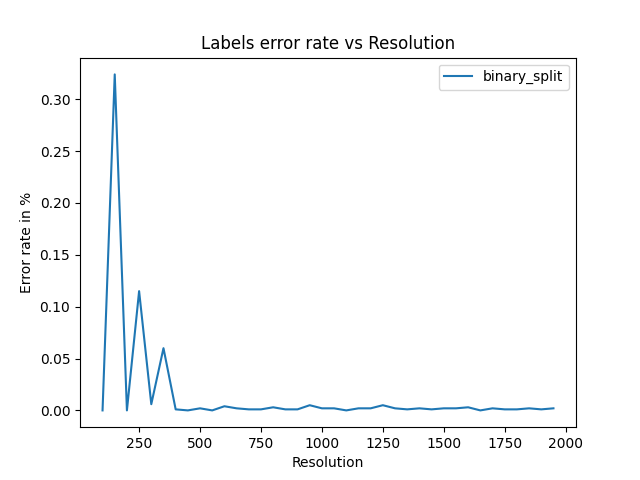 Labels error rate vs Resolution
binary_split
0.30
0.25
0.20
0.15
0.10
0.05
0.00
Error rate in %
250 500 750 1000 1250 1500 1750 2000
Resolution